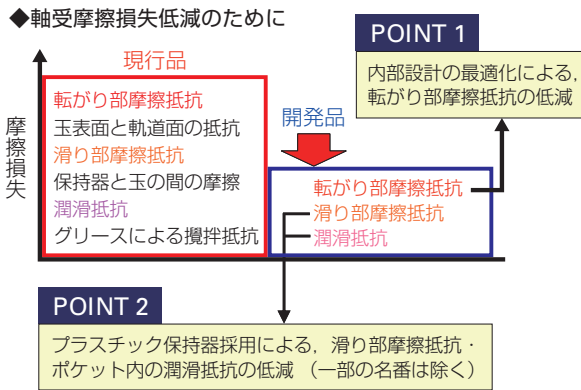 ◆軸受摩擦損失低減のために
POINT 1
内部設計の最適化による，
転がり部摩擦抵抗の低減
現行品
摩擦損失
転がり部摩擦抵抗
玉表面と軌道面の抵抗
滑り部摩擦抵抗
保持器と玉の間の摩擦
潤滑抵抗
グリースによる攪拌抵抗
開発品
転がり部摩擦抵抗
滑り部摩擦抵抗
潤滑抵抗
POINT 2
プラスチック保持器採用による，滑り部摩擦抵抗・
ポケット内の潤滑抵抗の低減（一部の名番は除く）